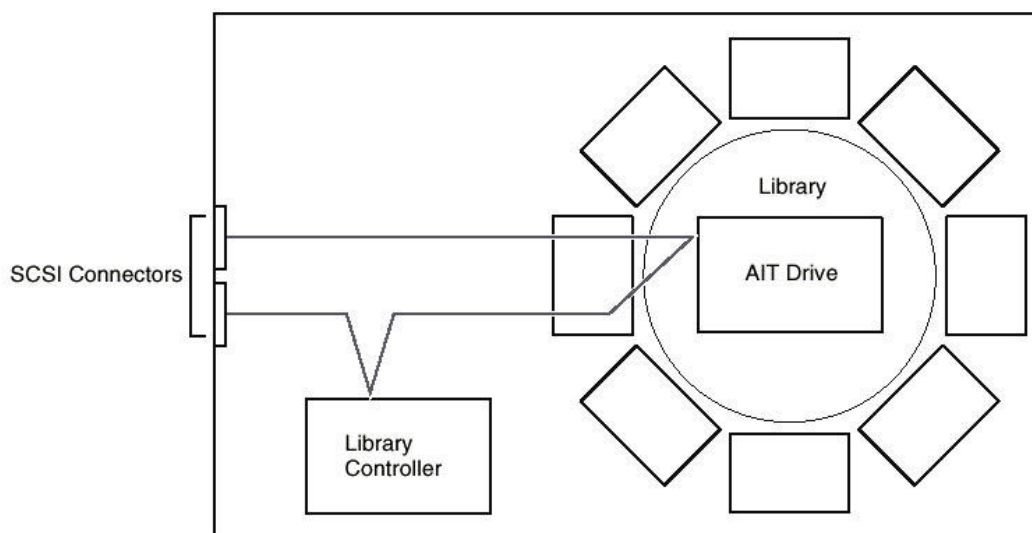 Library
AIT Drive
SCSI Connectors
Library
Controller